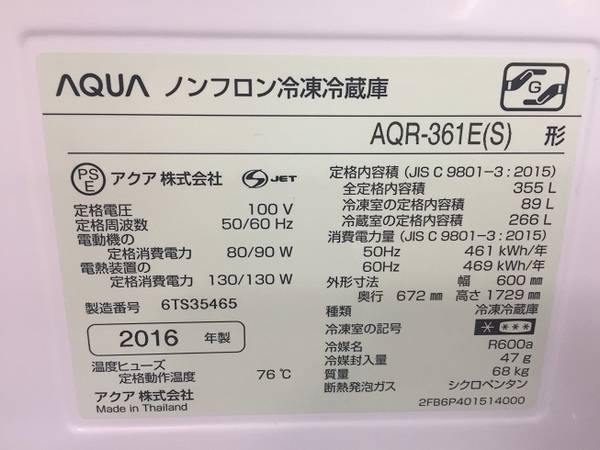 AQUA ノンフロン冷凍冷蔵庫
G
AQR-361E(S) 形
PS E アクア株式会社 S JET
定格電圧 100 V
定格周波数 50/60 Hz
電動機の
定格消費電力 80/90 W
電熱装置の
定格消費電力 130/130 W
製造番号 6TS35465
2016 年製
温度ヒューズ
定格動作温度 76℃
アクア株式会社
Made in Thailand
定格内容積 (JIS C 9801-3 : 2015)
全定格内容積 355 L
冷凍室の定格内容積 89 L
冷蔵室の定格内容積 266 L
消費電力量 (JIS C 9801-3 : 2015)
50Hz 461 kWh/年
60Hz 469 kWh/年
外形寸法 幅 600 mm
奥行 672 mm 高さ 1729 mm
種類 冷凍冷蔵庫
冷凍室の記号 * ***
冷媒名 R600a
冷媒封入量 47 g
質量 68 kg
断熱発泡ガス シクロペンタン
2FB6P401514000